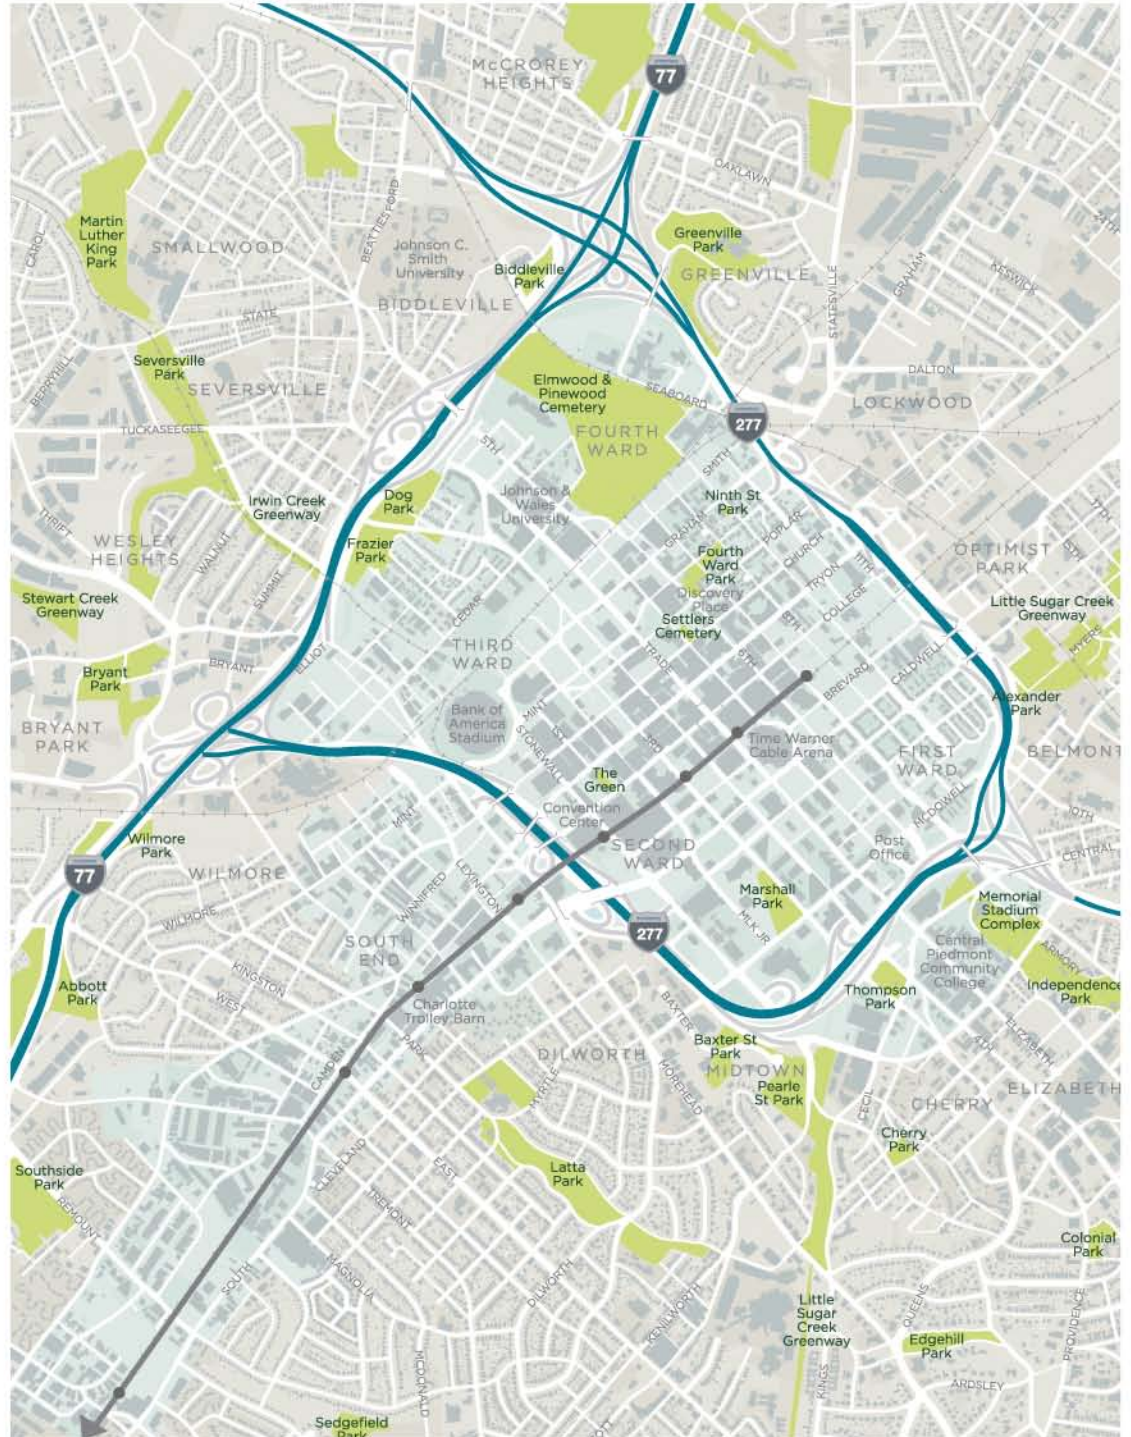 McCROREY
HEIGHTS
77
OAKLAWN
24TH
Martin
Luther
King
Park
CAROL
SMALLWOOD
BEATTIES FORD
Johnson C.
Smith
University
Biddleville
Park
Greenville
Park
GREENVILLE
STATESVILLE
GRAHAM
KESWICK
BIDDLEVILLE
STATE
BERRYHILL
Seversville
Park
SEVERSVILLE
Elmwood &
Pinewood
Cemetery
SEABOARD
DALTON
LOCKWOOD
277
TUCKASEEGEE
FOURTH
WARD
5TH
SMITH
THRIFT
WESLEY
HEIGHTS
WALNUT
SUMMIT
Irwin Creek
Greenway
Dog
Park
Frazier
Park
Johnson &
Wales
University
Ninth St
Park
GRAHAM
POPLAR
CHURCH
TRYON
11TH
COLLEGE
Fourth
Ward
Park
Discovery
Place
Settlers
Cemetery
8TH
OPTIMIST
PARK
17TH
15TH
Stewart Creek
Greenway
Little Sugar Creek
Greenway
MYERS
CEDAR
THIRD
WARD
TRADE
6TH
BREVARD
CALDWELL
BRYANT
ELLIOT
Bryant
Park
BRYANT
PARK
Alexander
Park
Bank of
America
Stadium
MINT
1ST
STONEWALL
3RD
Time Warner
Cable Arena
FIRST
WARD
BELMONT
The
Green
Convention
Center
MINT
MCDOWELL
10TH
CENTRAL
Wilmore
Park
77
WILMORE
SECOND
WARD
Post
Office
WINNIFRED
LEXINGTON
Marshall
Park
MLK JR
277
WILMORE
SOUTH
END
Memorial
Stadium
Complex
Central
Piedmont
Community
College
ARMORY
Independence
Park
KINGSTON
WEST
Abbott
Park
Charlotte
Trolley Barn
PARK
CAMDEN
BAXTER
Thompson
Park
ELIZABETH
4TH
Baxter St
Park
MIDTOWN
Pearle
St Park
DILWORTH
MYRTLE
MOREHEAD
CECIL
CHERRY
ELIZABETH
Cherry
Park
CLEVELAND
EAST
TREMONT
Latta
Park
Southside
Park
REMOUNT
Colonial
Park
SOUTH
MAGNOLIA
DILWORTH
KENILWORTH
Little
Sugar
Creek
Greenway
QUEENS
Edgehill
Park
PROVIDENCE
ARDSLEY
KINGS
MCDONALD
Sedgefield
Park